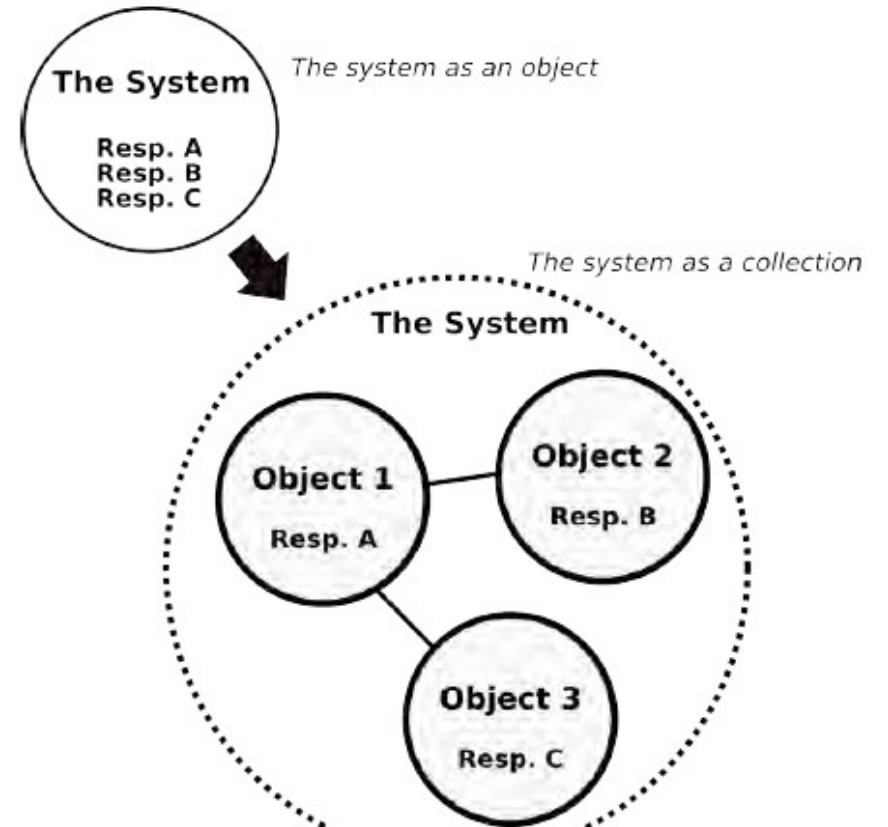 The System
The system as an object
Resp. A
Resp. B
Resp. C
The system as a collection
The System
Object 1
Resp. A
Object 2
Resp. B
Object 3
Resp. C